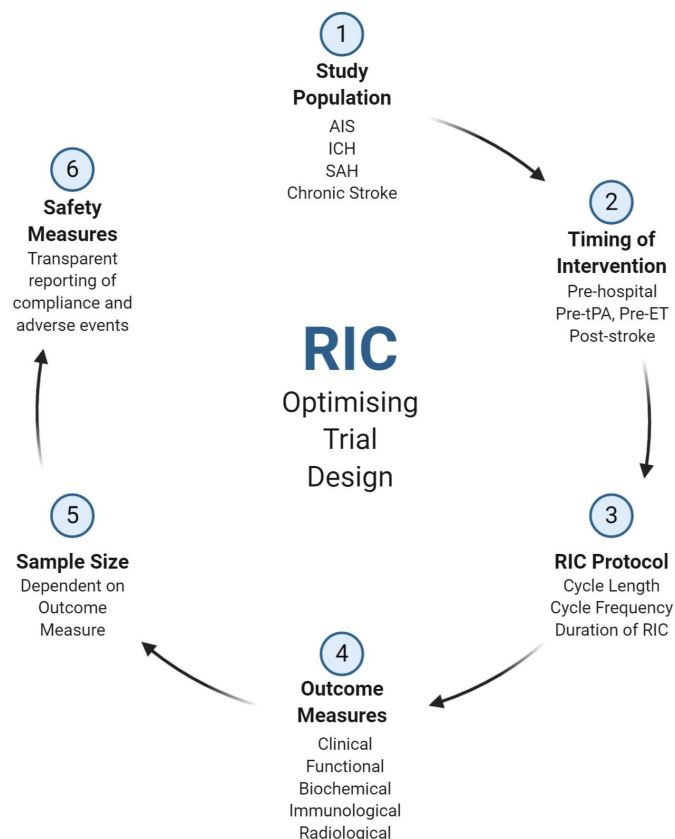 1
Study
Population
AIS
ICH
SAH
Chronic Stroke
2
Timing of
Intervention
Pre-hospital
Pre-tPA, Pre-ET
Post-stroke
3
RIC Protocol
Cycle Length
Cycle Frequency
Duration of RIC
4
Outcome
Measures
Clinical
Functional
Biochemical
Immunological
Radiological
5
Sample Size
Dependent on
Outcome
Measure
6
Safety
Measures
Transparent
reporting of
compliance and
adverse events
RIC
Optimising
Trial
Design